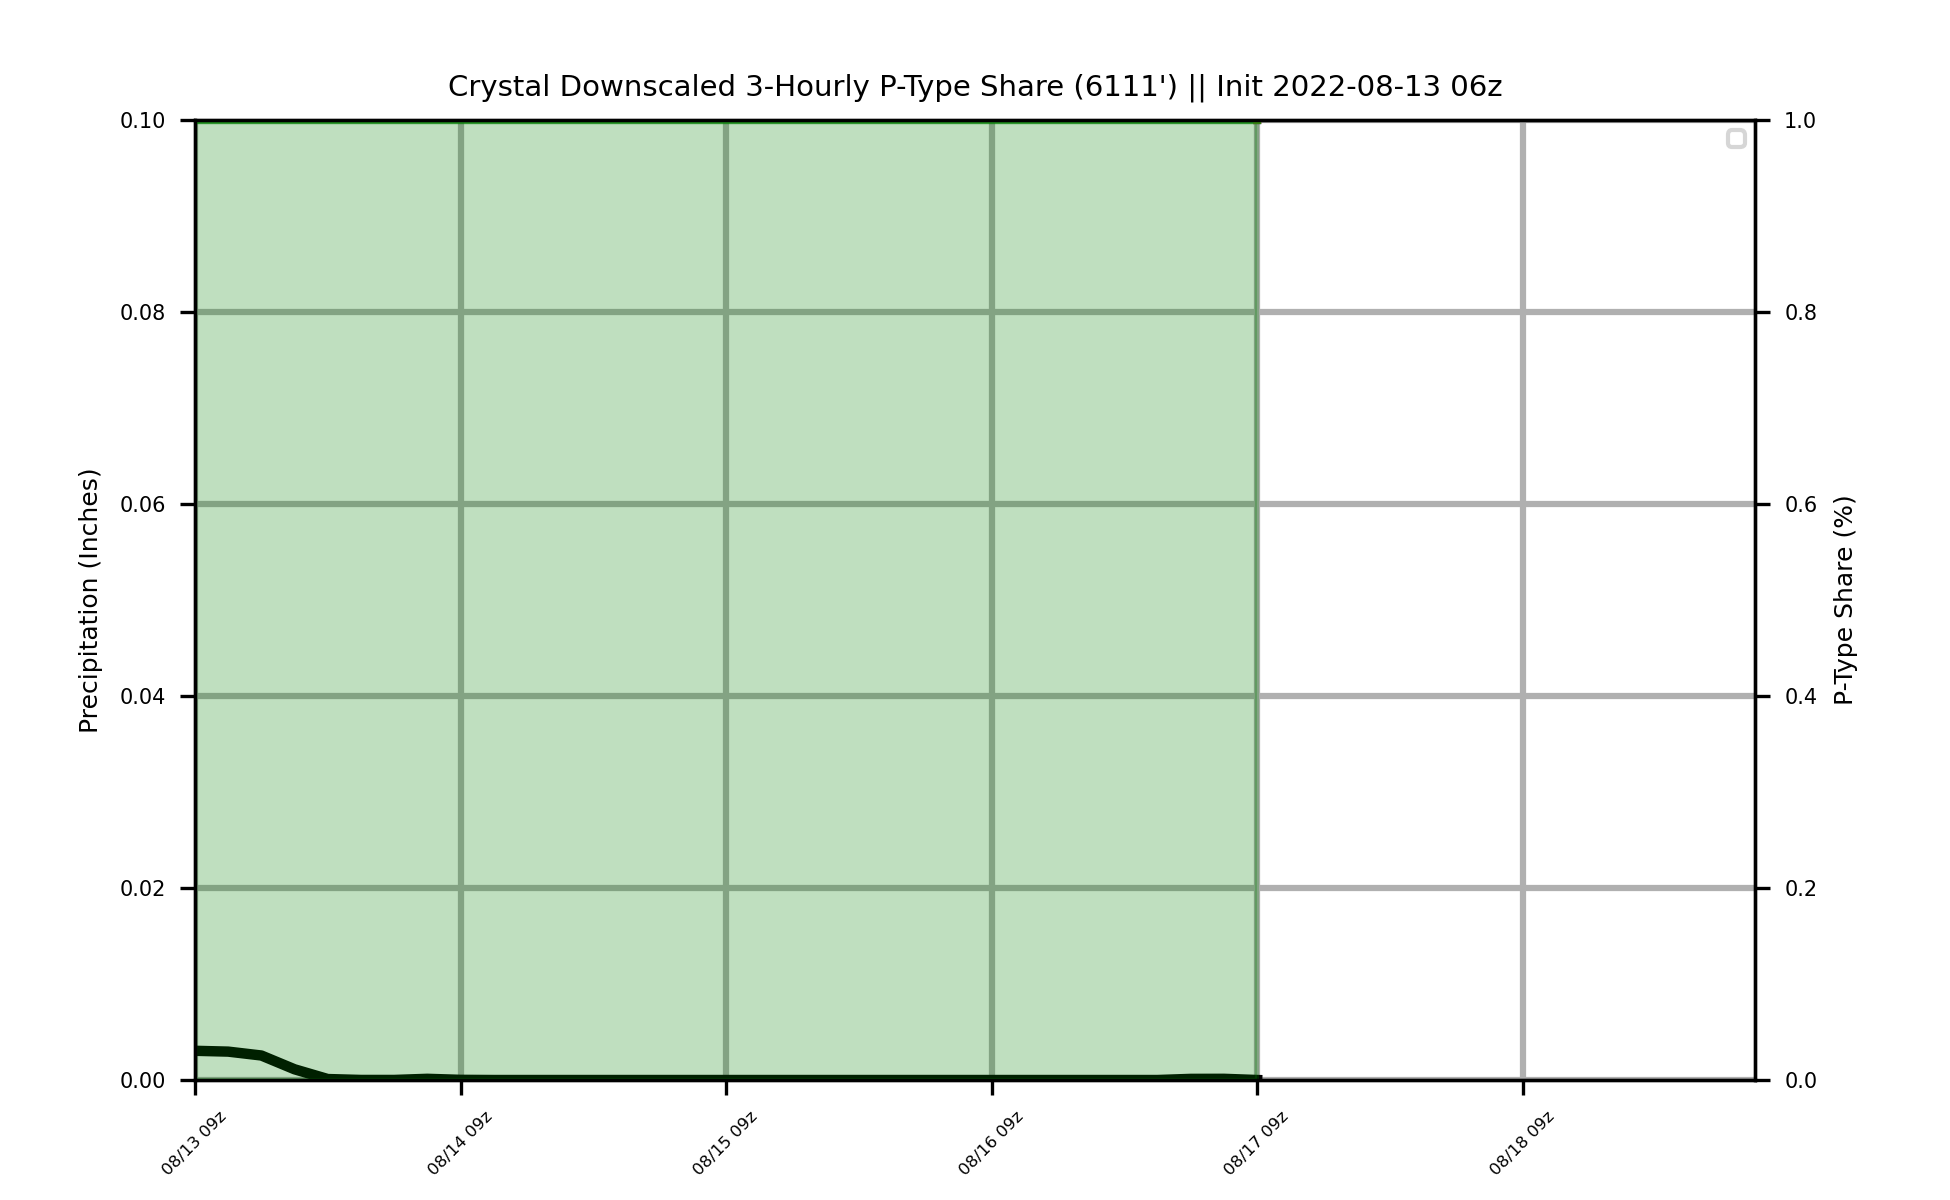 Crystal Downscaled 3-Hourly P-Type Share (6111') || Init 2022-08-13 06z
0.10
0.08
0.06
0.04
0.02
0.00
Precipitation (Inches)
1.0
0.8
0.6
0.4
0.2
0.0
P-Type Share (%)
08/13 09z
08/14 09z
08/15 09z
08/16 09z
08/17 09z
08/18 09z